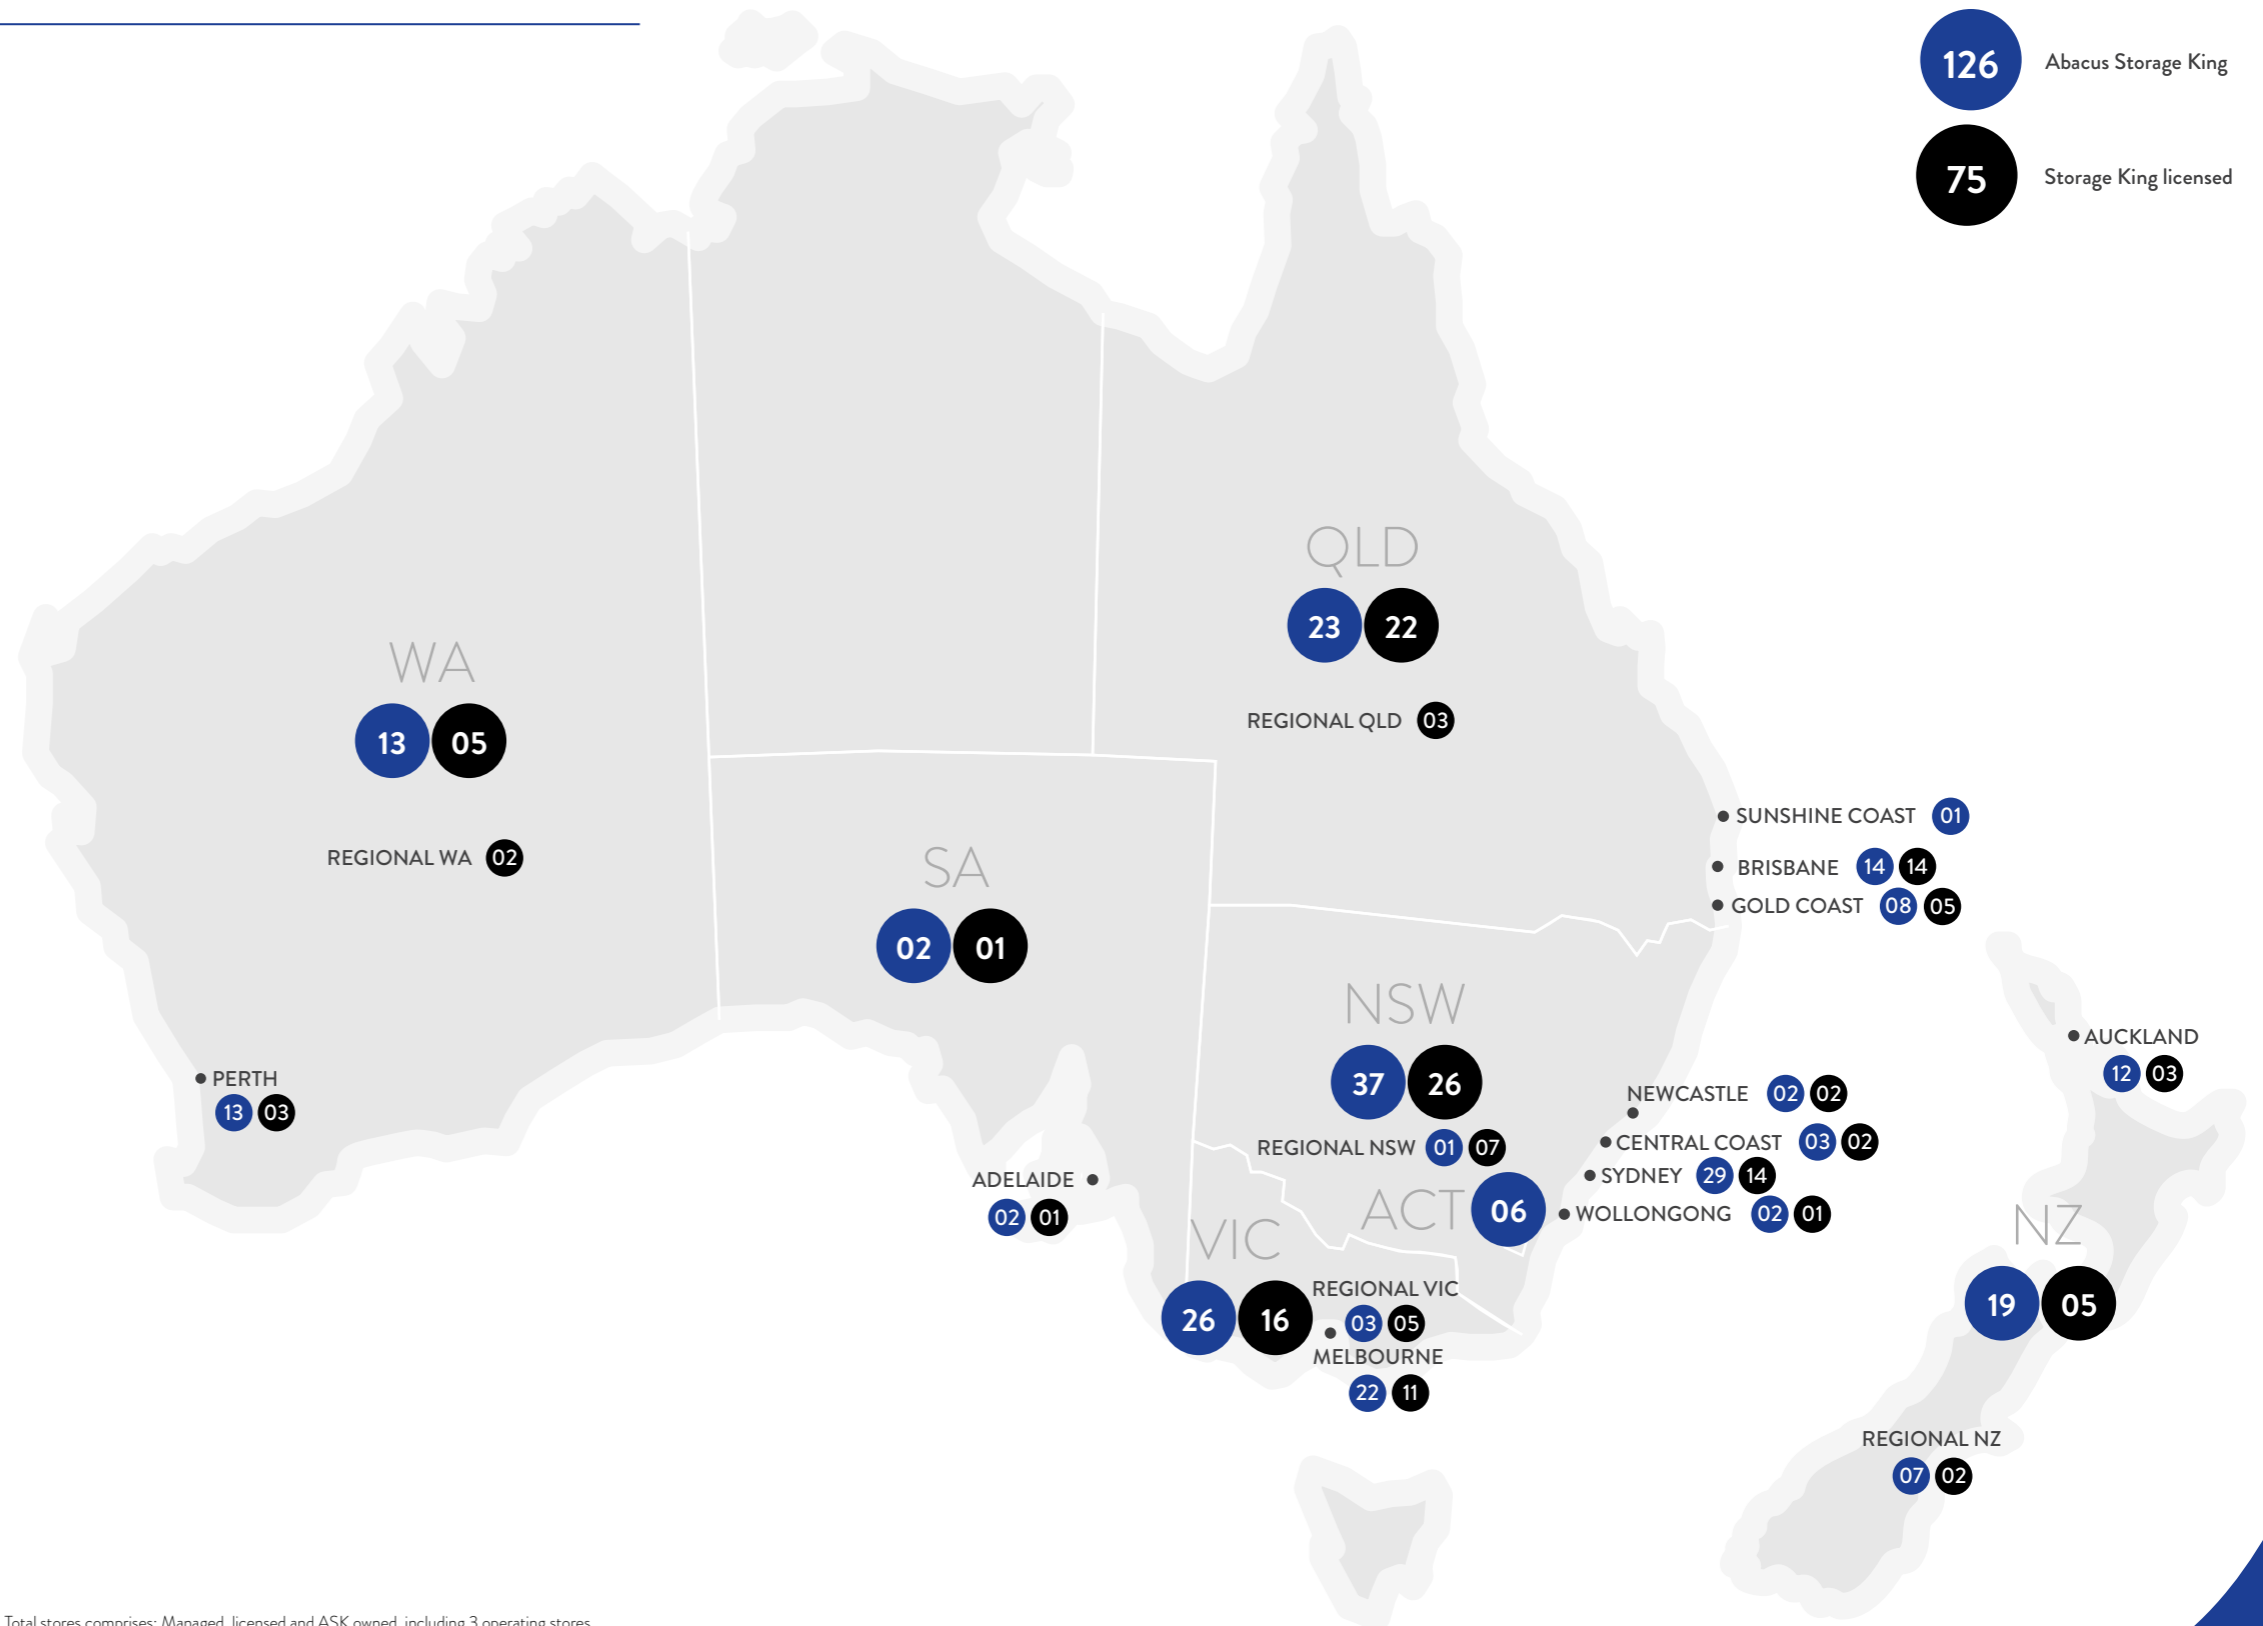 126 Abacus Storage King
75 Storage King licensed
QLD
23 22
REGIONAL QLD 03
WA
13 05
REGIONAL WA 02
SUNSHINE COAST 01
BRISBANE 14 14
GOLD COAST 08 05
SA
02 01
NSW
37 26
REGIONAL NSW 01 07
AUCKLAND
12 03
PERTH
13 03
NEWCASTLE 02 02
CENTRAL COAST 03 02
SYDNEY 29 14
WOLLONGONG 02 01
ADELAIDE
02 01
ACT 06
VIC
26 16
REGIONAL VIC
03 05
MELBOURNE
22 11
NZ
19 05
REGIONAL NZ
07 02
Total stores comprises: Managed, licensed and ASK owned, including 3 operating stores